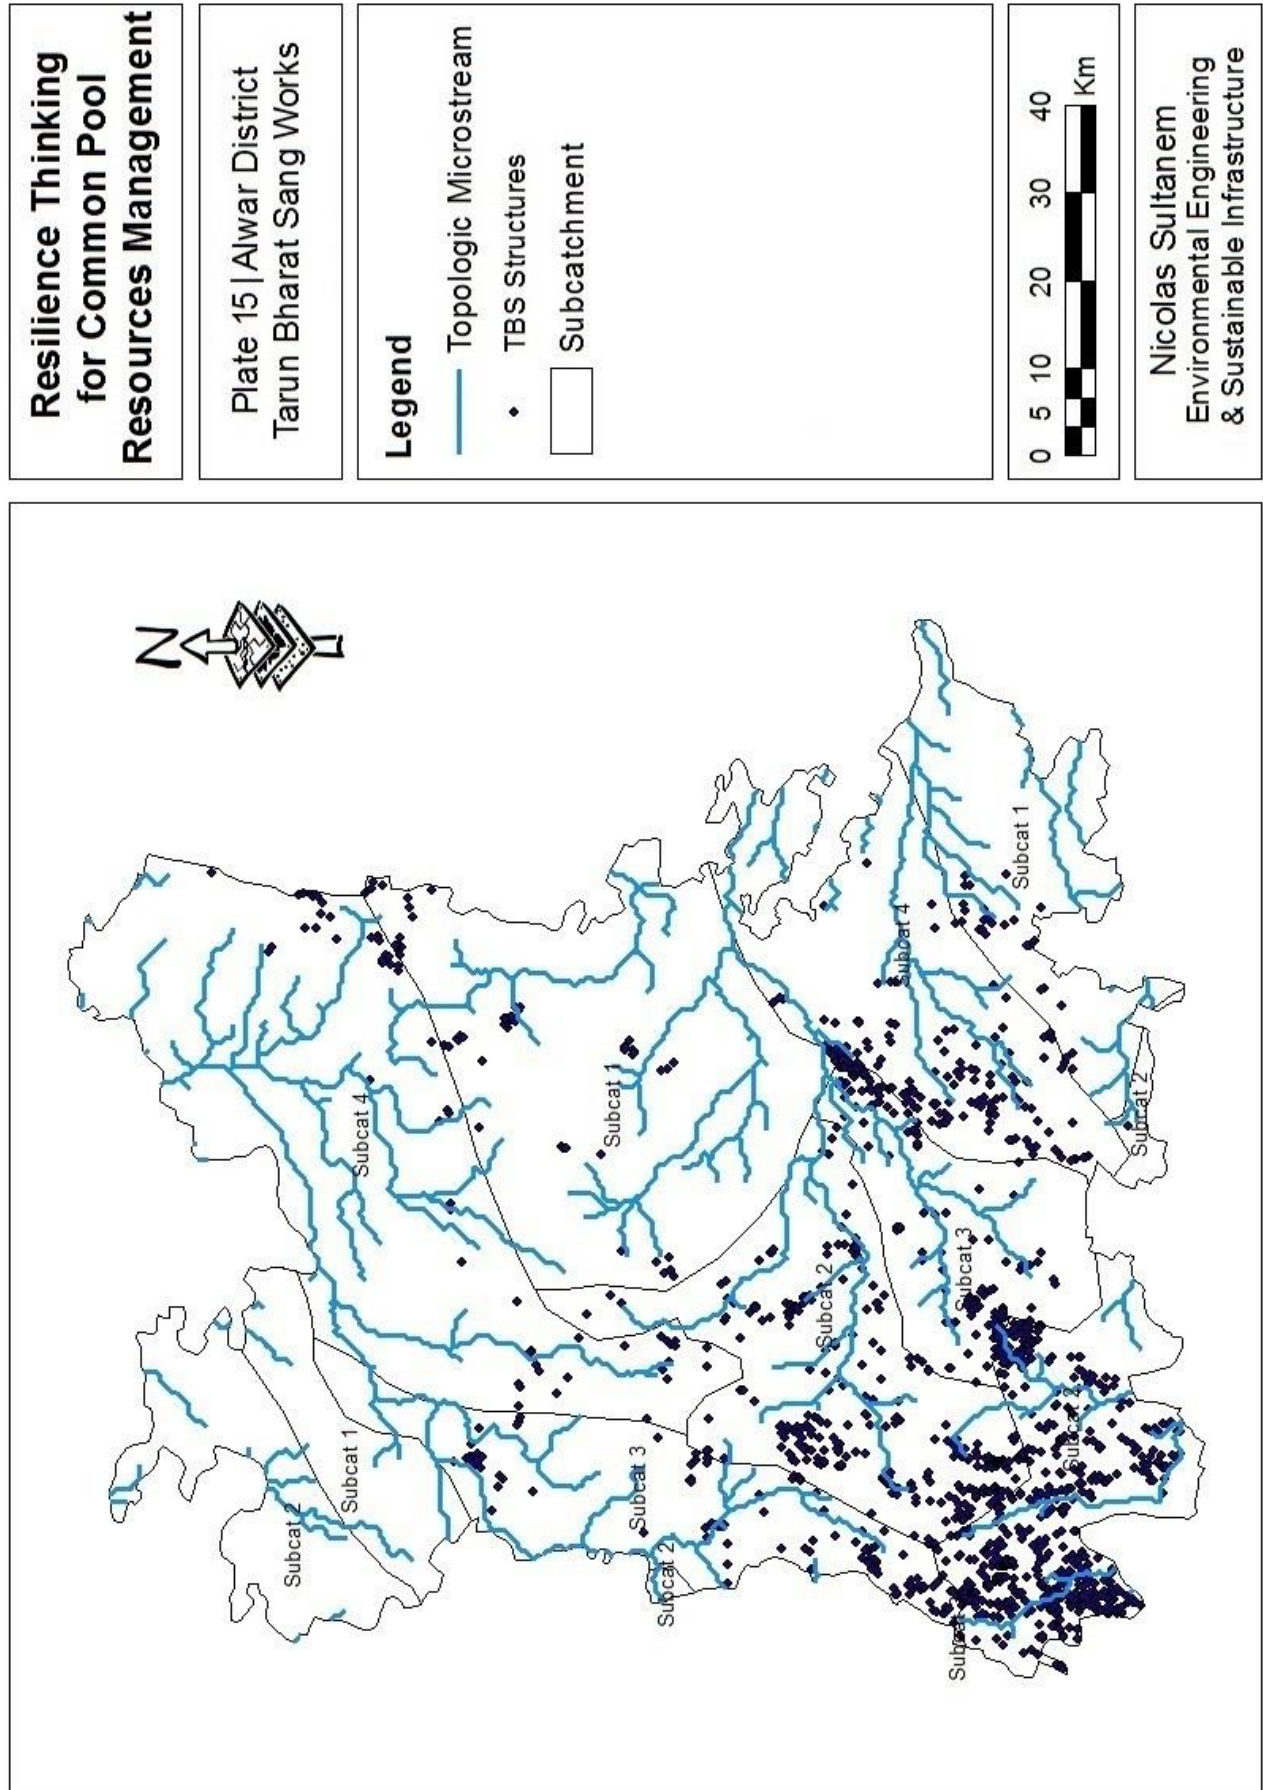 Resilience Thinking
for Common Pool
Resources Management
Plate 15 | Alwar District
Tarun Bharat Sang Works
Legend
Topologic Microstream
TBS Structures
Subcatchment
0 5 10 20 30 40
Km
Nicolas Sultanem
Environmental Engineering
& Sustainable Infrastructure
N
Subcat 4
Subcat 1
Subcat 2
Subcat 1
Subcat 3
Subcat 2
Subcat 2
Subcat 4
Subcat 1
Subcat 3
Subcat 2
Subcat 2